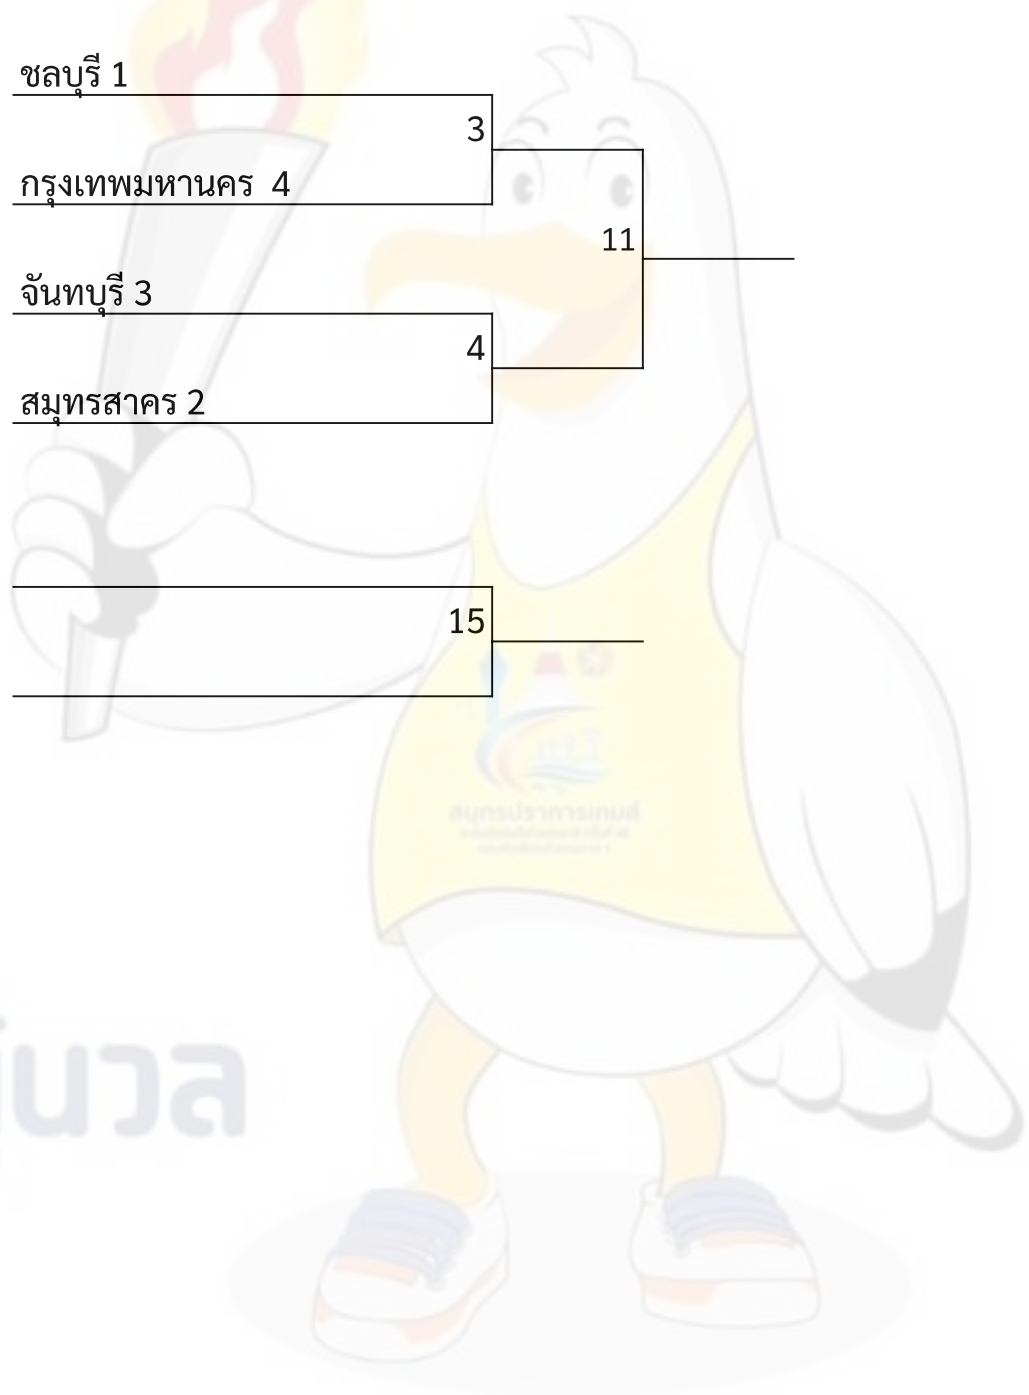 ชลบุรี 1
3
กรุงเทพมหานคร 4
11
จันทบุรี 3
4
สมุทรสาคร 2
15
สมุทรปราการเกมส์
นวล